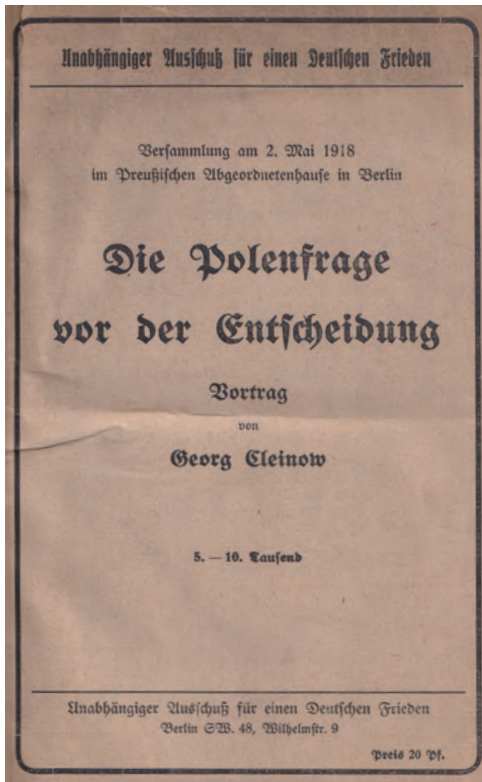 Unabhängiger Ausschuß für einen Deutschen Frieden
Versammlung am 2. Mai 1918
im Preußischen Abgeordnetenhause in Berlin
Die Polenfrage
vor der Entscheidung
Vortrag
von
Georg Cleinow
5. — 10. Tausend
Unabhängiger Ausschuß für einen Deutschen Frieden
Berlin SW. 48, Wilhelmstr. 9
Preis 20 Pf.